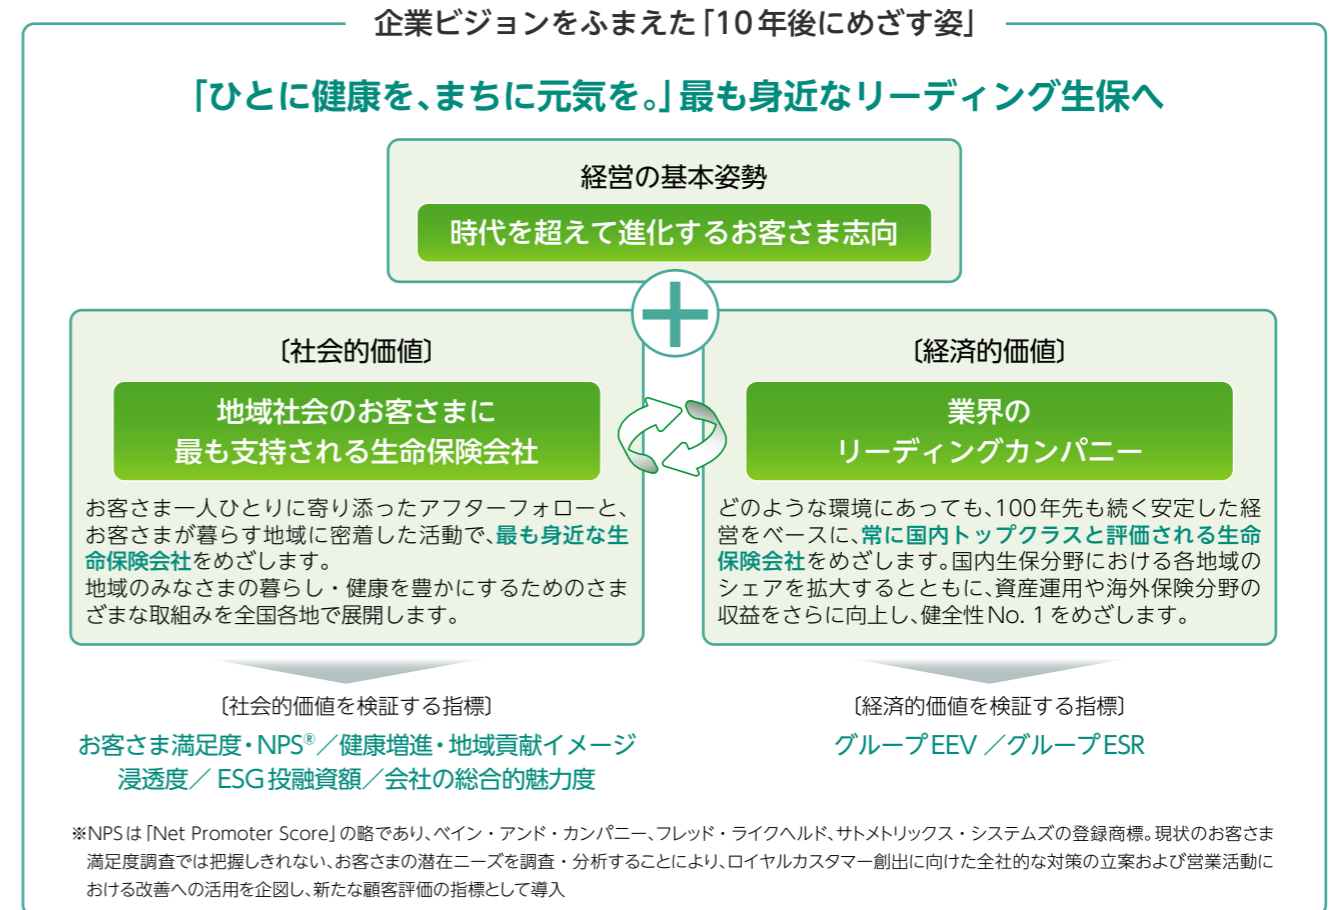 企業ビジョンをふまえた「10年後にめざす姿」
「ひとに健康を、まちに元気を。」最も身近なリーディング生保へ
経営の基本姿勢
時代を超えて進化するお客さま志向
〔社会的価値〕
地域社会のお客さまに
最も支持される生命保険会社
お客さま一人ひとりに寄り添ったアフターフォローと、
お客さまが暮らす地域に密着した活動で、最も身近な生
命保険会社をめざします。
地域のみなさまの暮らし・健康を豊かにするためのさま
ざまな取組みを全国各地で展開します。
〔経済的価値〕
業界の
リーディングカンパニー
どのような環境にあっても、100年先も続く安定した経
営をベースに、常に国内トップクラスと評価される生命
保険会社をめざします。国内生保分野における各地域の
シェアを拡大するとともに、資産運用や海外保険分野の
収益をさらに向上し、健全性No. 1をめざします。
〔社会的価値を検証する指標〕
お客さま満足度・NPS®／健康増進・地域貢献イメージ
浸透度／ESG投融資額／会社の総合的魅力度
〔経済的価値を検証する指標〕
グループEEV／グループESR
※NPSは「Net Promoter Score」の略であり、ベイン・アンド・カンパニー、フレッド・ライクヘルド、サトメトリックス・システムズの登録商標。現状のお客さま
満足度調査では把握しきれない、お客さまの潜在ニーズを調査・分析することにより、ロイヤルカスタマー創出に向けた全社的な対策の立案および営業活動に
おける改善への活用を企図し、新たな顧客評価の指標として導入